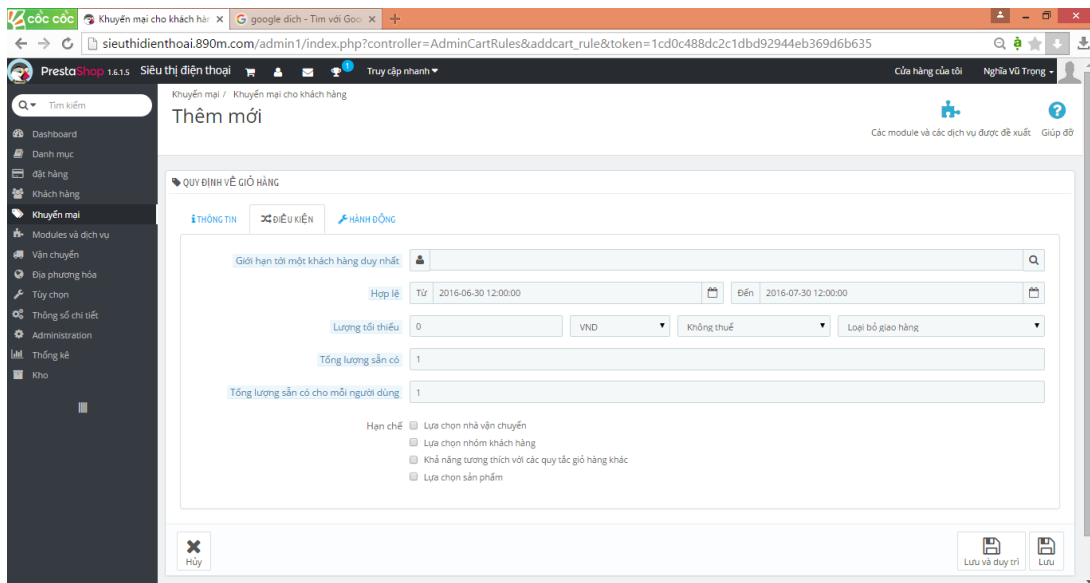 cốc cốc Khuyến mại cho khách hàn × G google dich - Tìm với Goo ×
sieuthidienthoai.890m.com/admin1/index.php?controller=AdminCartRules&addcart_rule&token=1cd0c488dc2c1dbd92944eb369d6b635
PrestaShop 1.6.1.5 Siêu thị điện thoại 1 Truy cập nhanh Cửa hàng của tôi Nghĩa Vũ Trọng
Khuyến mại / Khuyến mại cho khách hàng
Thêm mới
Các module và các dịch vụ được đề xuất Giúp đỡ
Tìm kiếm
Dashboard
Danh mục
đặt hàng
Khách hàng
Khuyến mại
Modules và dịch vụ
Vận chuyển
Địa phương hóa
Tùy chọn
Thông số chi tiết
Administration
Thống kê
Kho
QUY ĐỊNH VỀ GIỎ HÀNG
THÔNG TIN ĐIỀU KIỆN HÀNH ĐỘNG
Giới hạn tới một khách hàng duy nhất
Hợp lệ Từ 2016-06-30 12:00:00 Đến 2016-07-30 12:00:00
Lượng tối thiểu 0 VND Không thuế Loại bỏ giao hàng
Tổng lượng sẵn có 1
Tổng lượng sẵn có cho mỗi người dùng 1
Hạn chế Lựa chọn nhà vận chuyển
Lựa chọn nhóm khách hàng
Khả năng tương thích với các quy tắc giỏ hàng khác
Lựa chọn sản phẩm
Hủy Lưu và duy trì Lưu